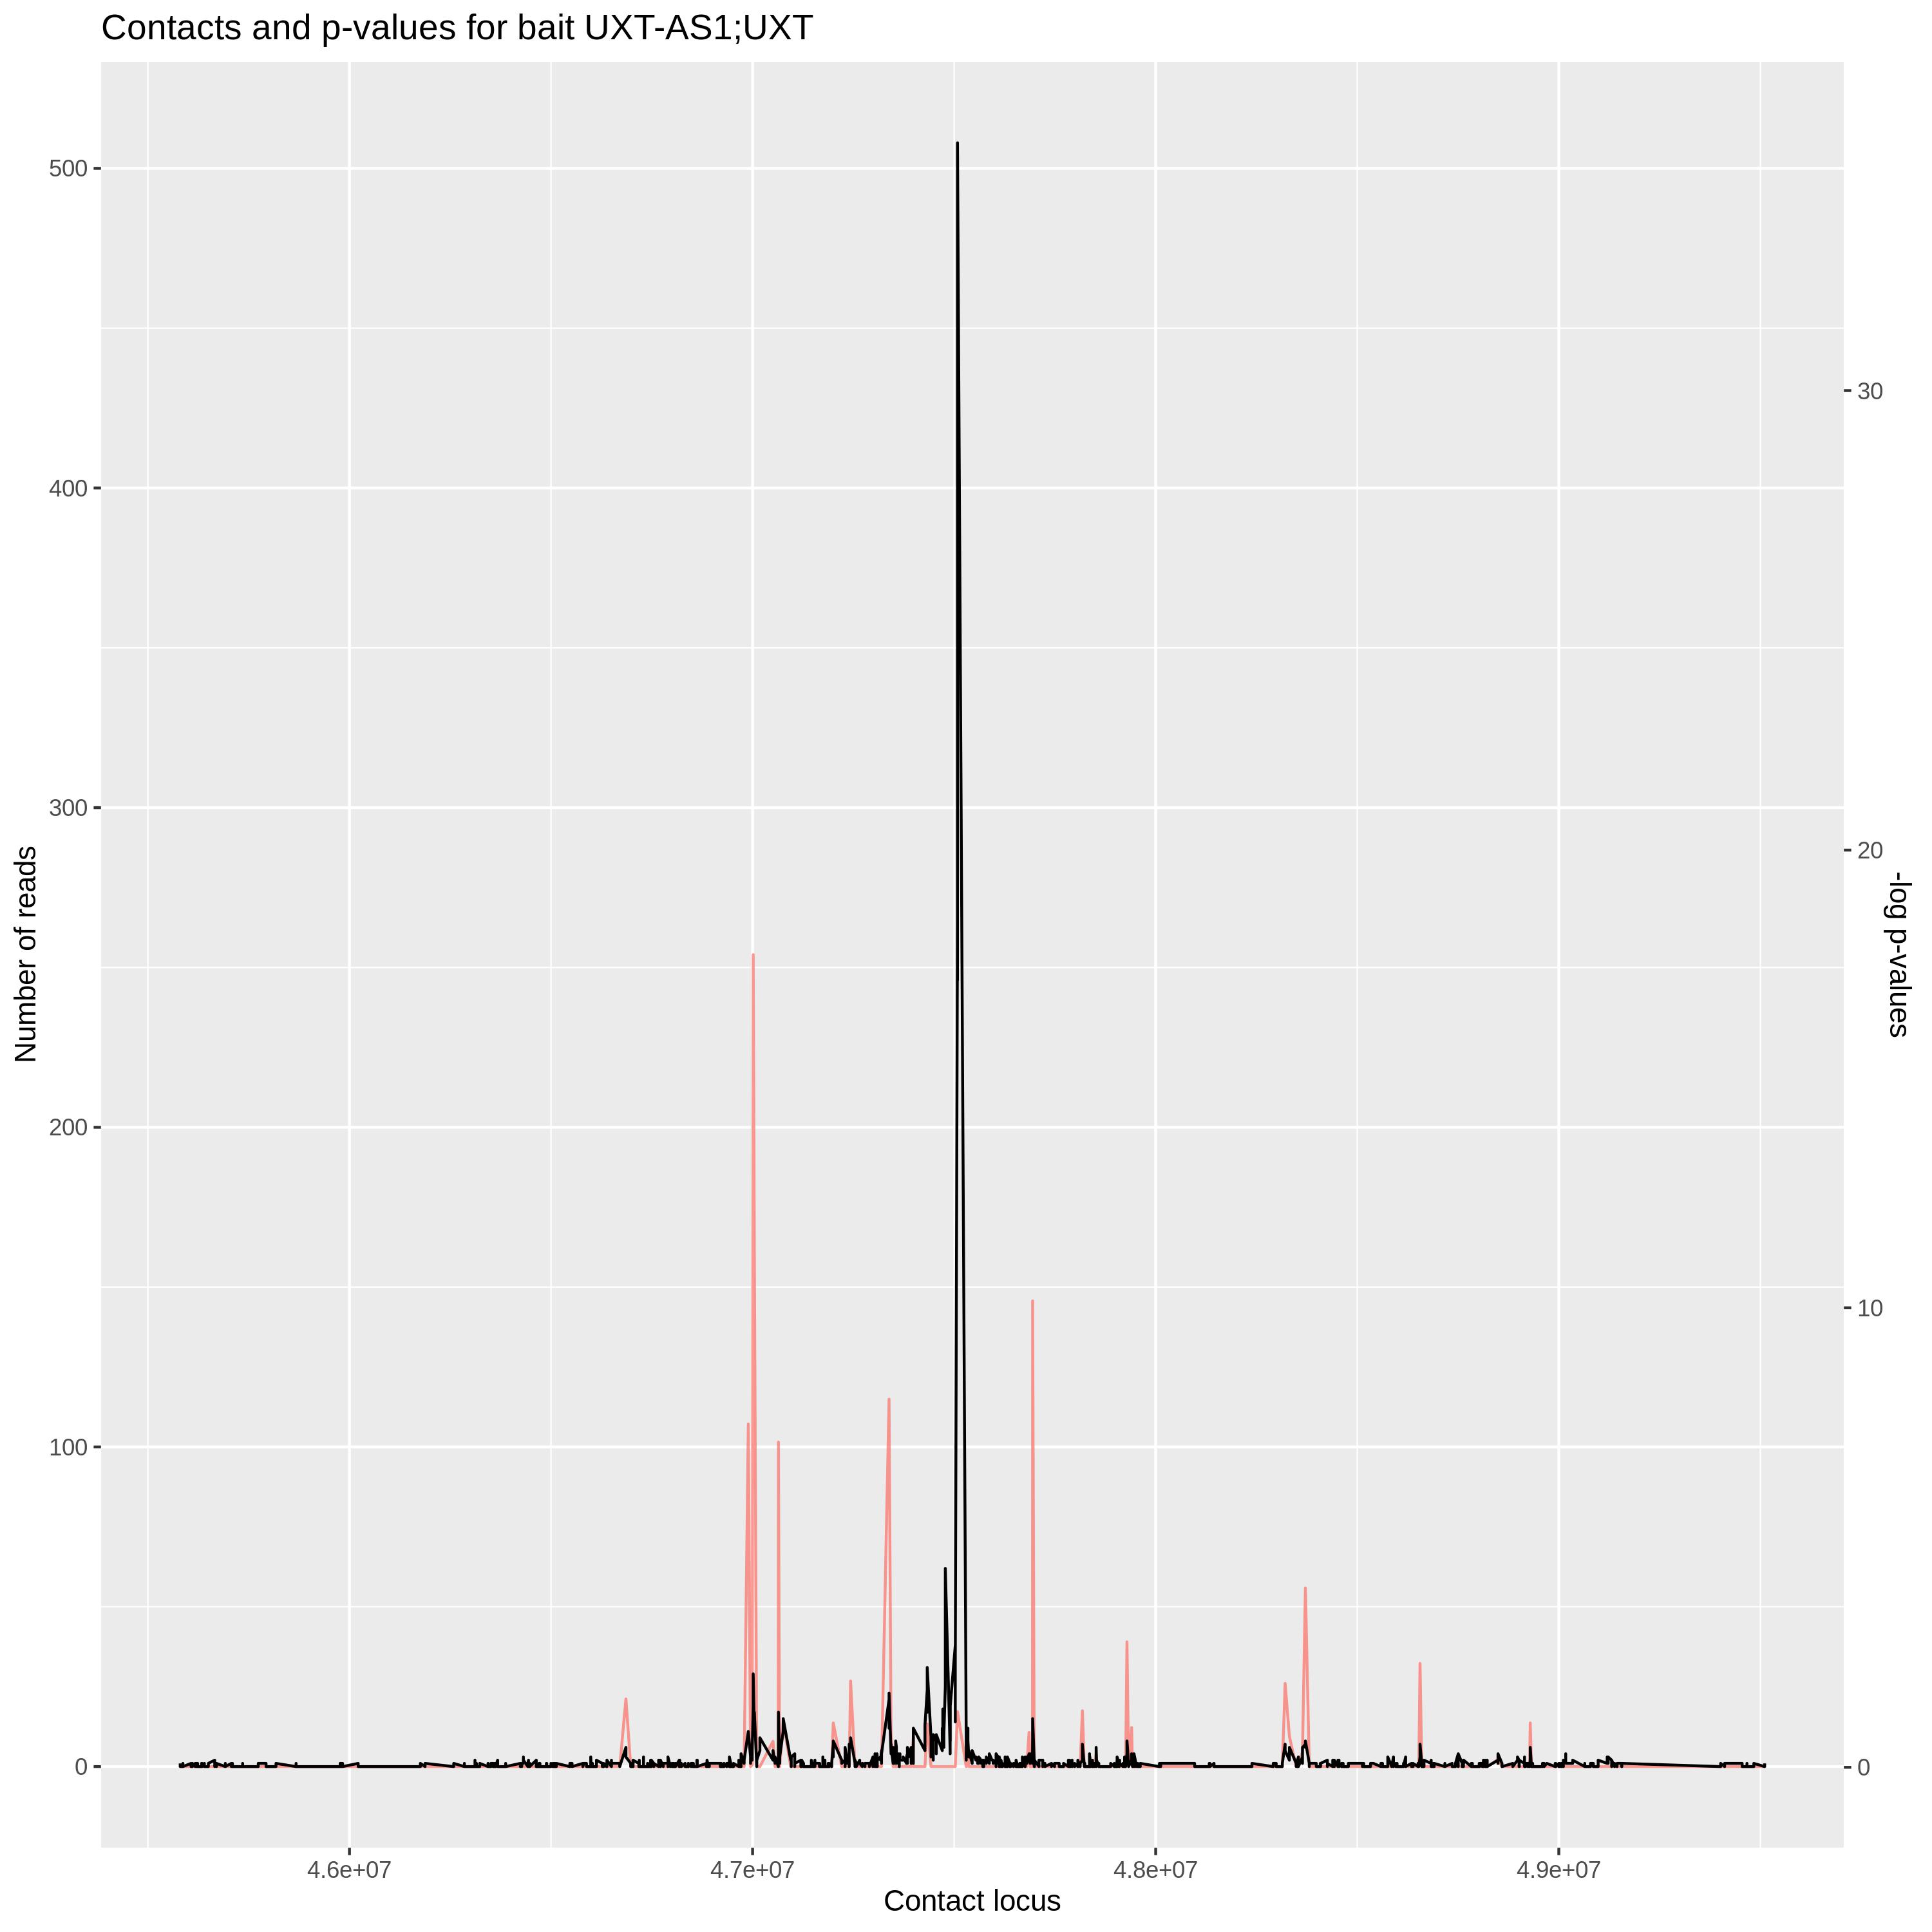 Contacts and p-values for bait UXT-AS1;UXT
Number of reads
500
400
300
200
100
0
30
20
10
0
-log p-values
4.6e+07 4.7e+07 4.8e+07 4.9e+07
Contact locus